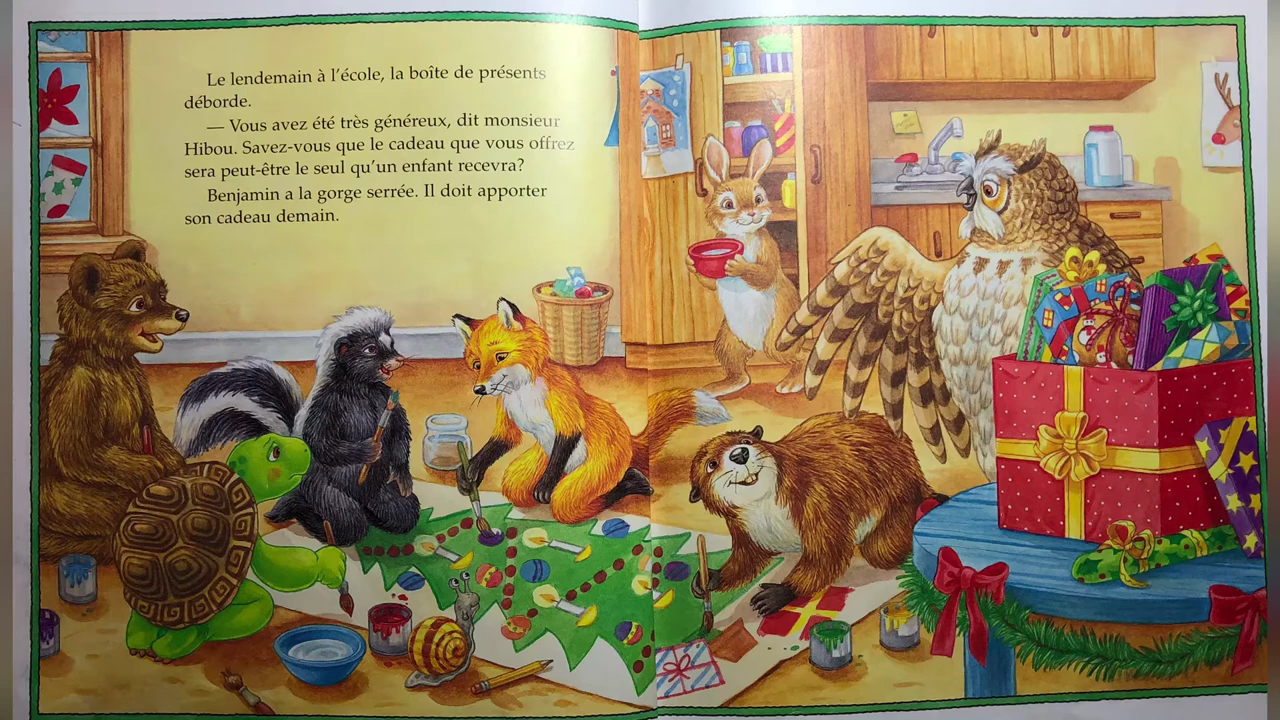 Le lendemain à l'école, la boîte de présents
déborde.
— Vous avez été très généreux, dit monsieur
Hibou. Savez-vous que le cadeau que vous offrez
sera peut-être le seul qu'un enfant recevra?
Benjamin a la gorge serrée. Il doit apporter
son cadeau demain.